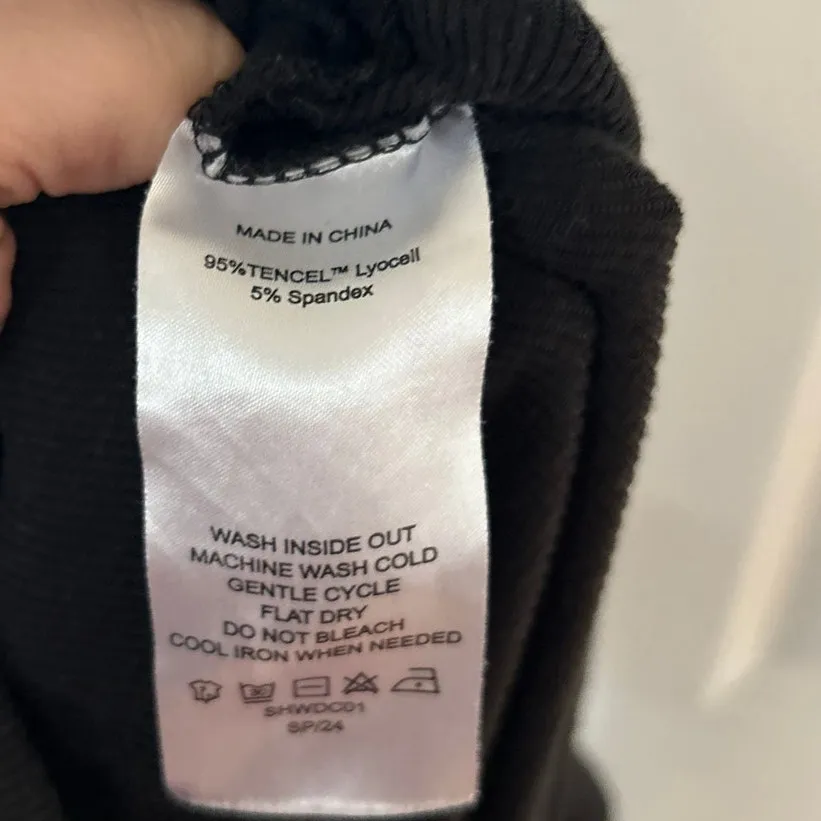 MADE IN CHINA
95%TENCEL™ Lyocell
5% Spandex
WASH INSIDE OUT
MACHINE WASH COLD
GENTLE CYCLE
FLAT DRY
DO NOT BLEACH
COOL IRON WHEN NEEDED
30
SHWDC01
SP/24